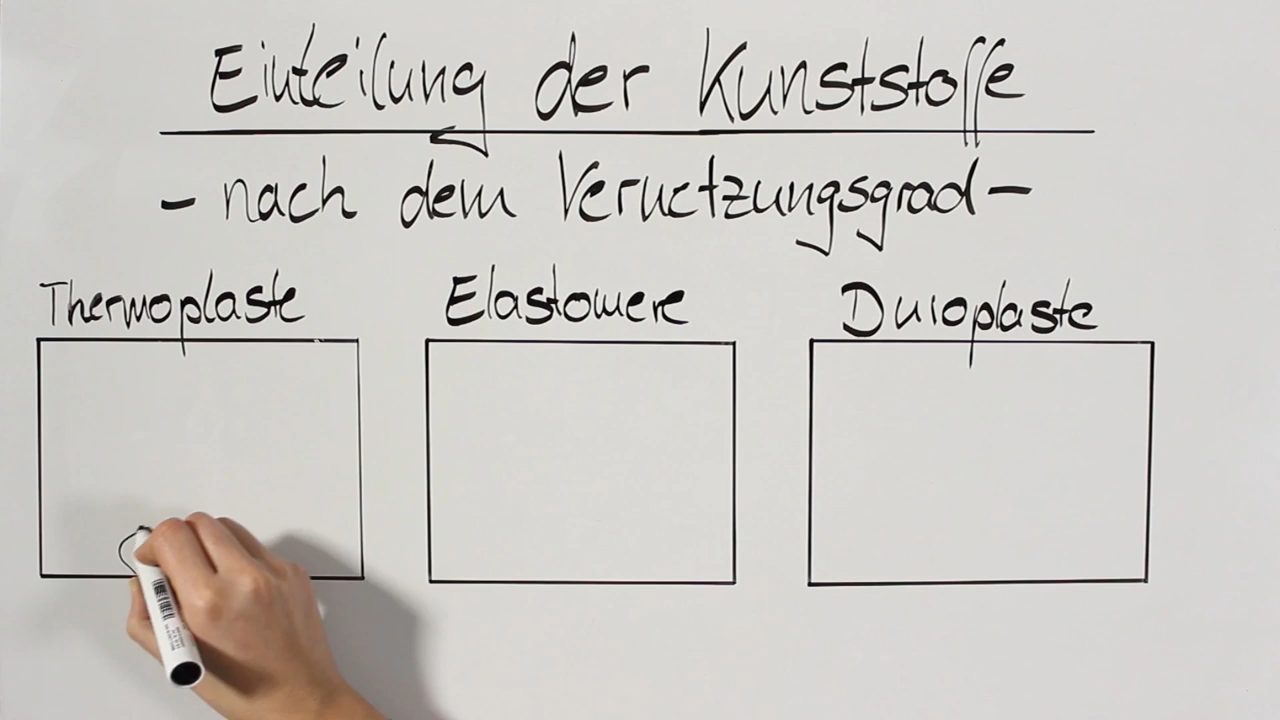 Einteilung der Kunststoffe
- nach dem Vernetzungsgrad -
Thermoplaste Elastomere Duroplaste